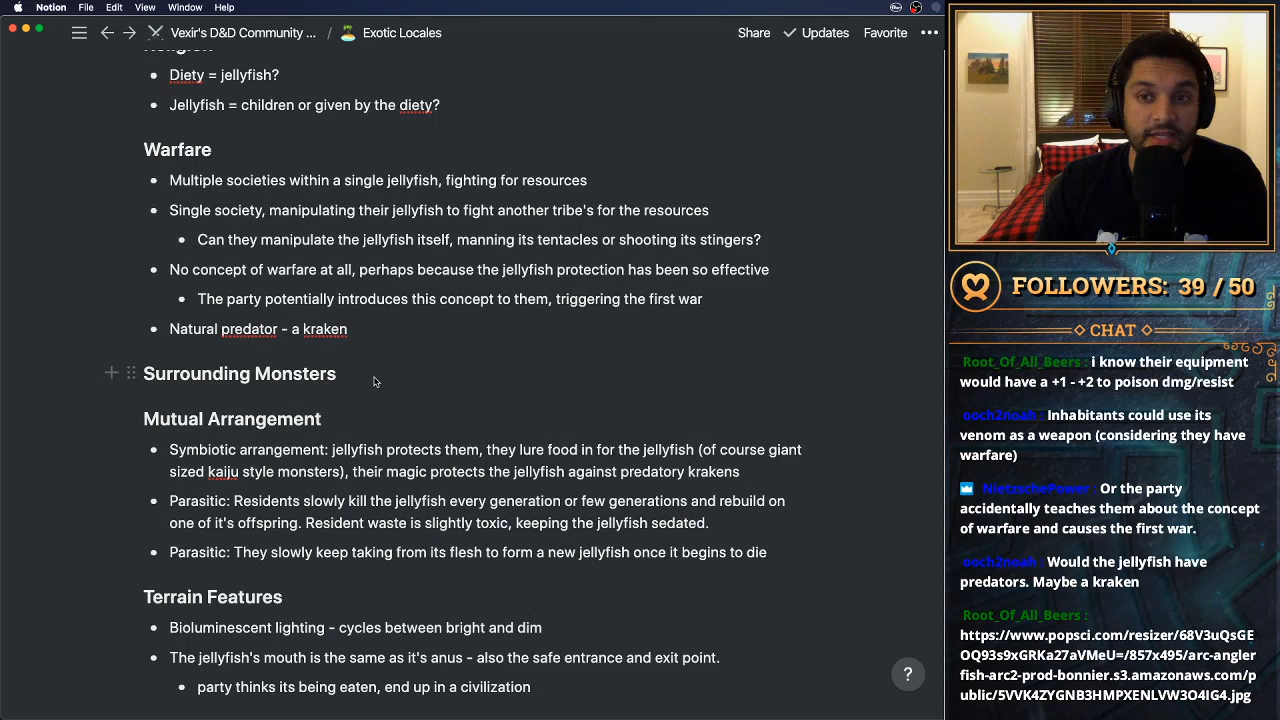 Notion File Edit View Window Help
Vexir's D&D Community ... / Exotic Locales
Share Updates Favorite
Religion
Diety = jellyfish?
Jellyfish = children or given by the diety?
Warfare
Multiple societies within a single jellyfish, fighting for resources
Single society, manipulating their jellyfish to fight another tribe's for the resources
Can they manipulate the jellyfish itself, manning its tentacles or shooting its stingers?
No concept of warfare at all, perhaps because the jellyfish protection has been so effective
The party potentially introduces this concept to them, triggering the first war
Natural predator - a kraken
Surrounding Monsters
Mutual Arrangement
Symbiotic arrangement: jellyfish protects them, they lure food in for the jellyfish (of course giant
sized kaiju style monsters), their magic protects the jellyfish against predatory krakens
Parasitic: Residents slowly kill the jellyfish every generation or few generations and rebuild on
one of it's offspring. Resident waste is slightly toxic, keeping the jellyfish sedated.
Parasitic: They slowly keep taking from its flesh to form a new jellyfish once it begins to die
Terrain Features
Bioluminescent lighting - cycles between bright and dim
The jellyfish's mouth is the same as it's anus - also the safe entrance and exit point.
party thinks its being eaten, end up in a civilization
?
FOLLOWERS: 39 / 50
CHAT
Root_Of_All_Beers : i know their equipment
would have a +1 - +2 to poison dmg/resist
ooch2noah : Inhabitants could use its
venom as a weapon (considering they have
warfare)
NietzschePower : Or the party
accidentally teaches them about the concept
of warfare and causes the first war.
ooch2noah : Would the jellyfish have
predators. Maybe a kraken
Root_Of_All_Beers :
https://www.popsci.com/resizer/68V3uQsGE
OQ93s9xGRKa27aVMeU=/857x495/arc-angler
fish-arc2-prod-bonnier.s3.amazonaws.com/p
ublic/5VVK4ZYGNB3HMPXENLVW3O4IG4.jpg